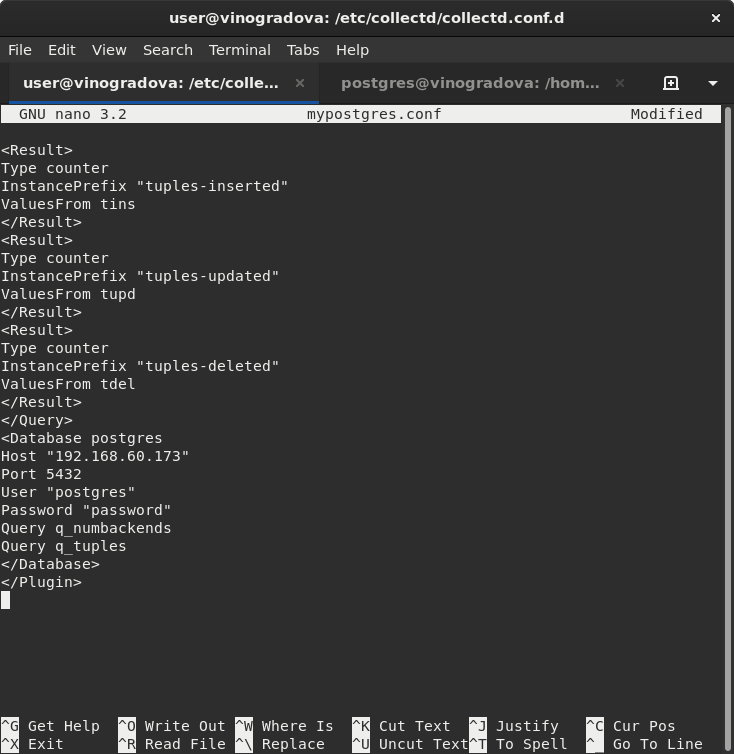 user@vinogradova: /etc/collectd/collectd.conf.d ×
File Edit View Search Terminal Tabs Help
user@vinogradova: /etc/colle… × postgres@vinogradova: /hom… ×
GNU nano 3.2 mypostgres.conf Modified
<Result>
Type counter
InstancePrefix "tuples-inserted"
ValuesFrom tins
</Result>
<Result>
Type counter
InstancePrefix "tuples-updated"
ValuesFrom tupd
</Result>
<Result>
Type counter
InstancePrefix "tuples-deleted"
ValuesFrom tdel
</Result>
</Query>
<Database postgres
Host "192.168.60.173"
Port 5432
User "postgres"
Password "password"
Query q_numbackends
Query q_tuples
</Database>
</Plugin>
^G Get Help ^O Write Out ^W Where Is ^K Cut Text ^J Justify ^C Cur Pos
^X Exit ^R Read File ^\ Replace ^U Uncut Text ^T To Spell ^_ Go To Line